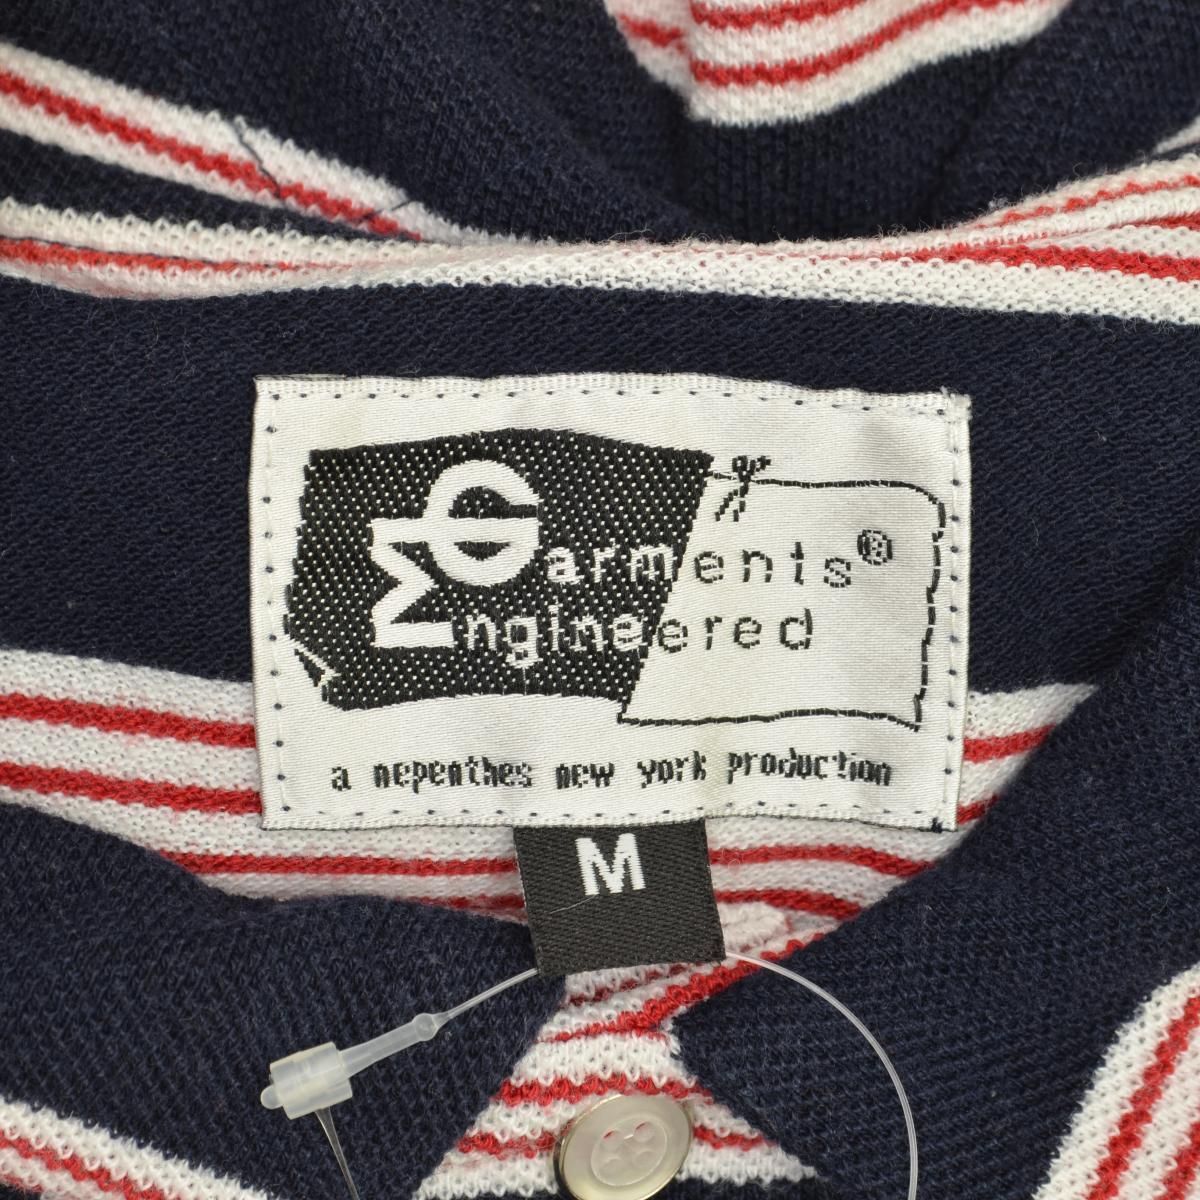 Garments®
Engineered
a nepenthes new york production
M